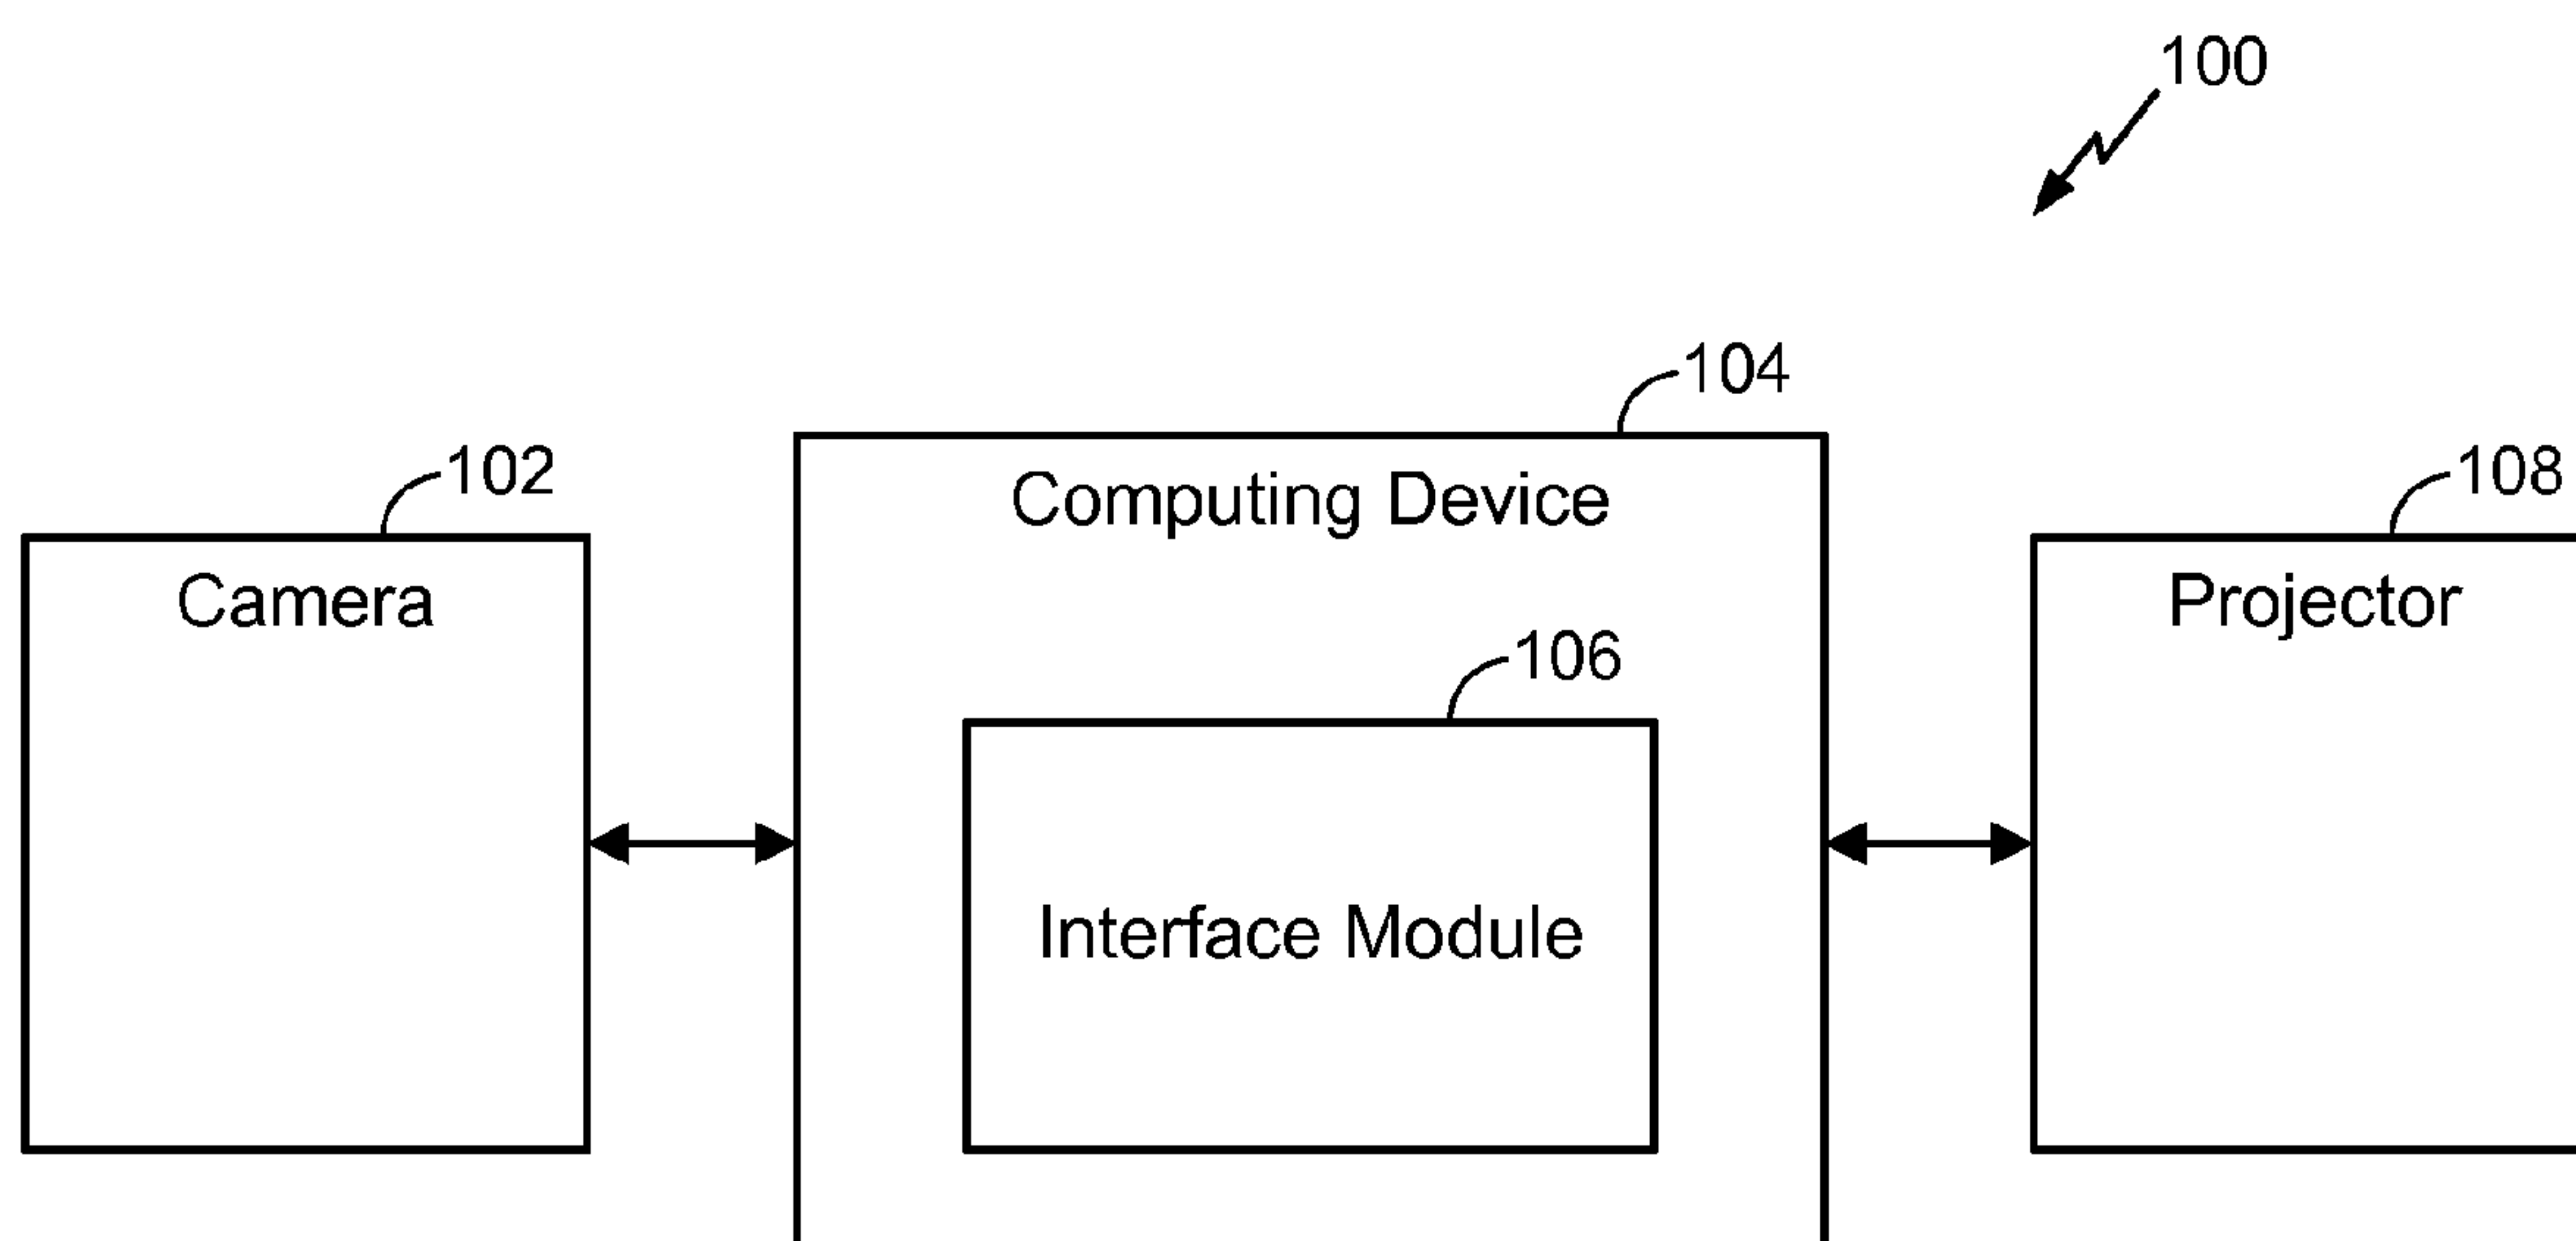 100
104
102
Computing Device
108
Camera
Projector
106
Interface Module